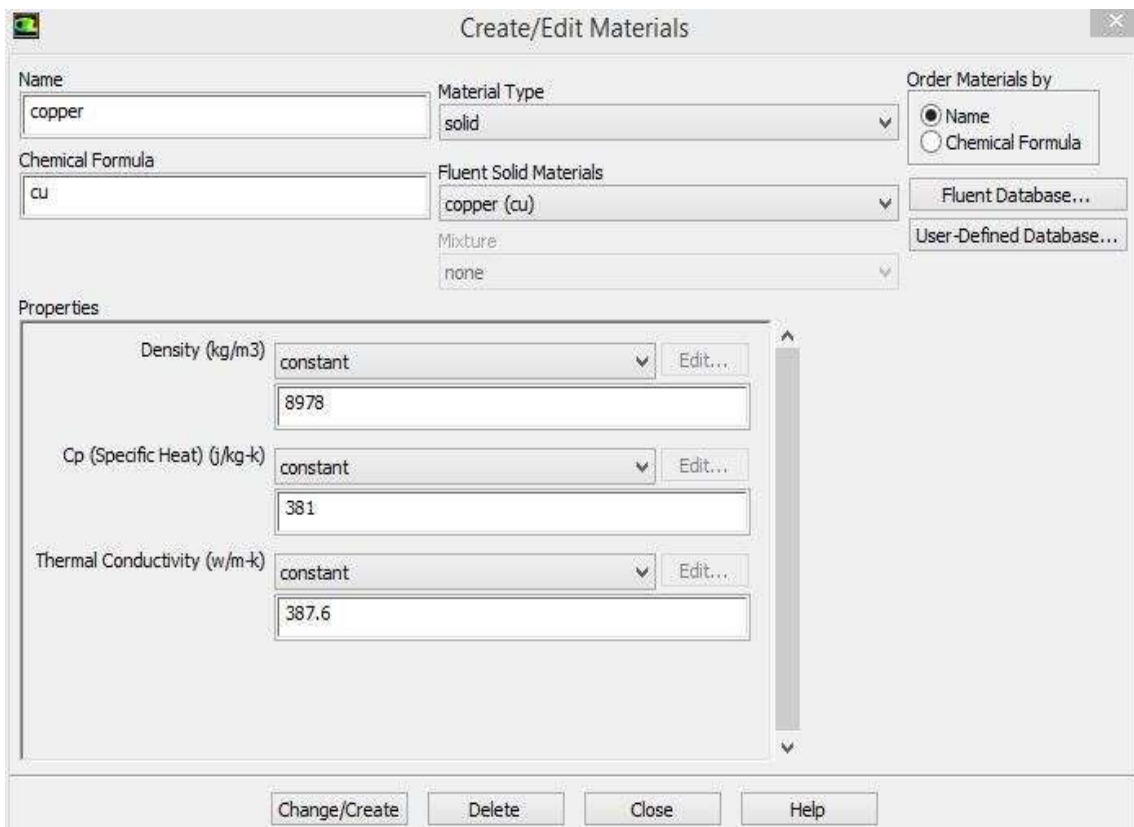 Create/Edit Materials
Name
copper
Chemical Formula
cu
Material Type
solid
Fluent Solid Materials
copper (cu)
Mixture
none
Order Materials by
Name
Chemical Formula
Fluent Database...
User-Defined Database...
Properties
Density (kg/m3)
constant
Edit...
8978
Cp (Specific Heat) (j/kg-k)
constant
Edit...
381
Thermal Conductivity (w/m-k)
constant
Edit...
387.6
Change/Create
Delete
Close
Help